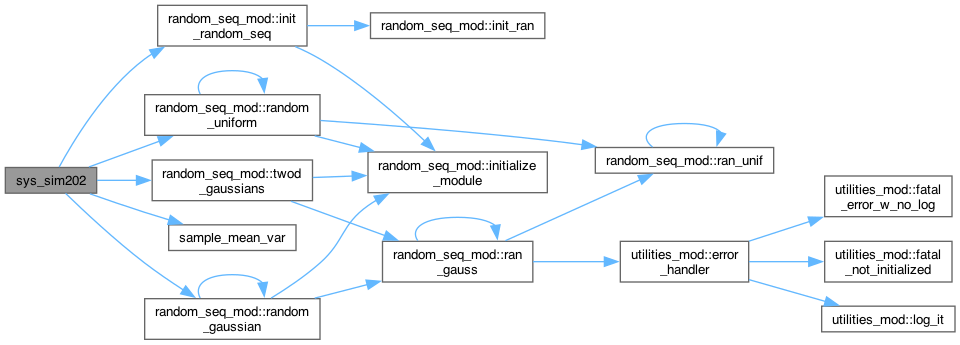 random_seq_mod::init
_random_seq
random_seq_mod::init_ran
random_seq_mod::random
_uniform
random_seq_mod::ran_unif
random_seq_mod::initialize
_module
sys_sim202
random_seq_mod::twod
_gaussians
utilities_mod::fatal
_error_w_no_log
sample_mean_var
random_seq_mod::ran
_gauss
utilities_mod::error
_handler
utilities_mod::fatal
_not_initialized
random_seq_mod::random
_gaussian
utilities_mod::log_it